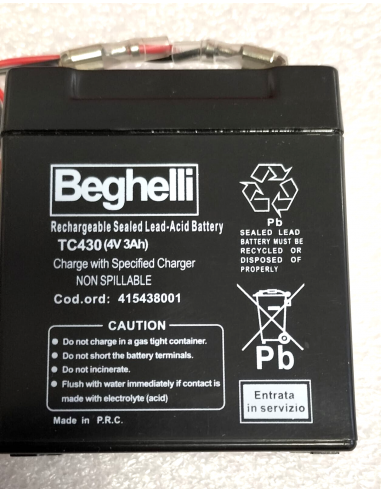 Beghelli
Rechargeable Sealed Lead-Acid Battery
TC430 (4V 3Ah)
Charge with Specified Charger
NON SPILLABLE
Cod.ord: 415438001
CAUTION
● Do not charge in a gas tight container.
● Do not short the battery terminals.
● Do not incinerate.
● Flush with water immediately if contact is
made with electrolyte (acid)
Made in P.R.C.
Pb
SEALED LEAD
BATTERY MUST BE
RECYCLED OR
DISPOSED OF
PROPERLY
Pb
Entrata
in servizio